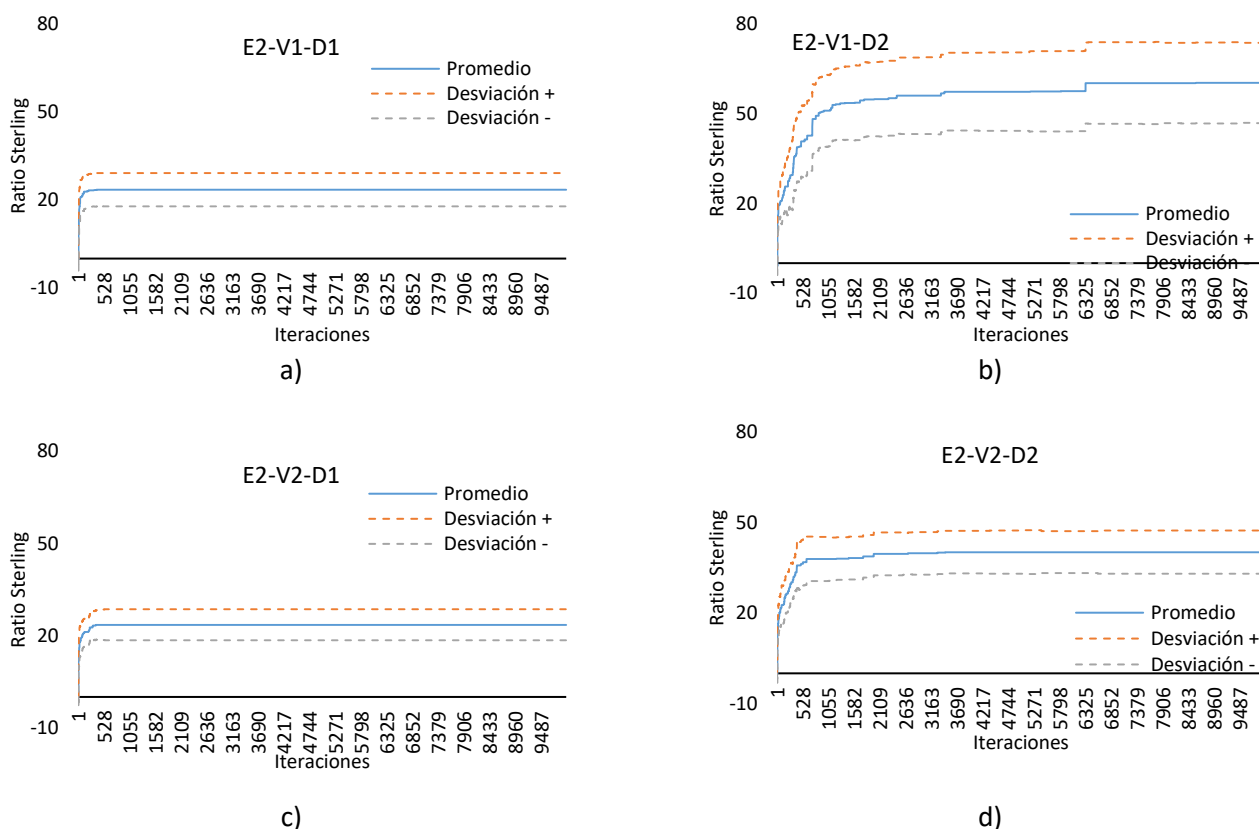 80
E2-V1-D1
Promedio
Desviación +
Desviación -
50
20
-10
Ratio Sterling
1 528 1055 1582 2109 2636 3163 3690 4217 4744 5271 5798 6325 6852 7379 7906 8433 8960 9487
Iteraciones
a)
80
E2-V1-D2
50
20
-10
Ratio Sterling
Promedio
Desviación +
Desviación -
1 528 1055 1582 2109 2636 3163 3690 4217 4744 5271 5798 6325 6852 7379 7906 8433 8960 9487
Iteraciones
b)
80
E2-V2-D1
Promedio
Desviación +
Desviación -
50
20
-10
Ratio Sterling
1 528 1055 1582 2109 2636 3163 3690 4217 4744 5271 5798 6325 6852 7379 7906 8433 8960 9487
Iteraciones
c)
80
E2-V2-D2
50
20
-10
Ratio Sterling
Promedio
Desviación +
Desviación -
1 528 1055 1582 2109 2636 3163 3690 4217 4744 5271 5798 6325 6852 7379 7906 8433 8960 9487
Iteraciones
d)